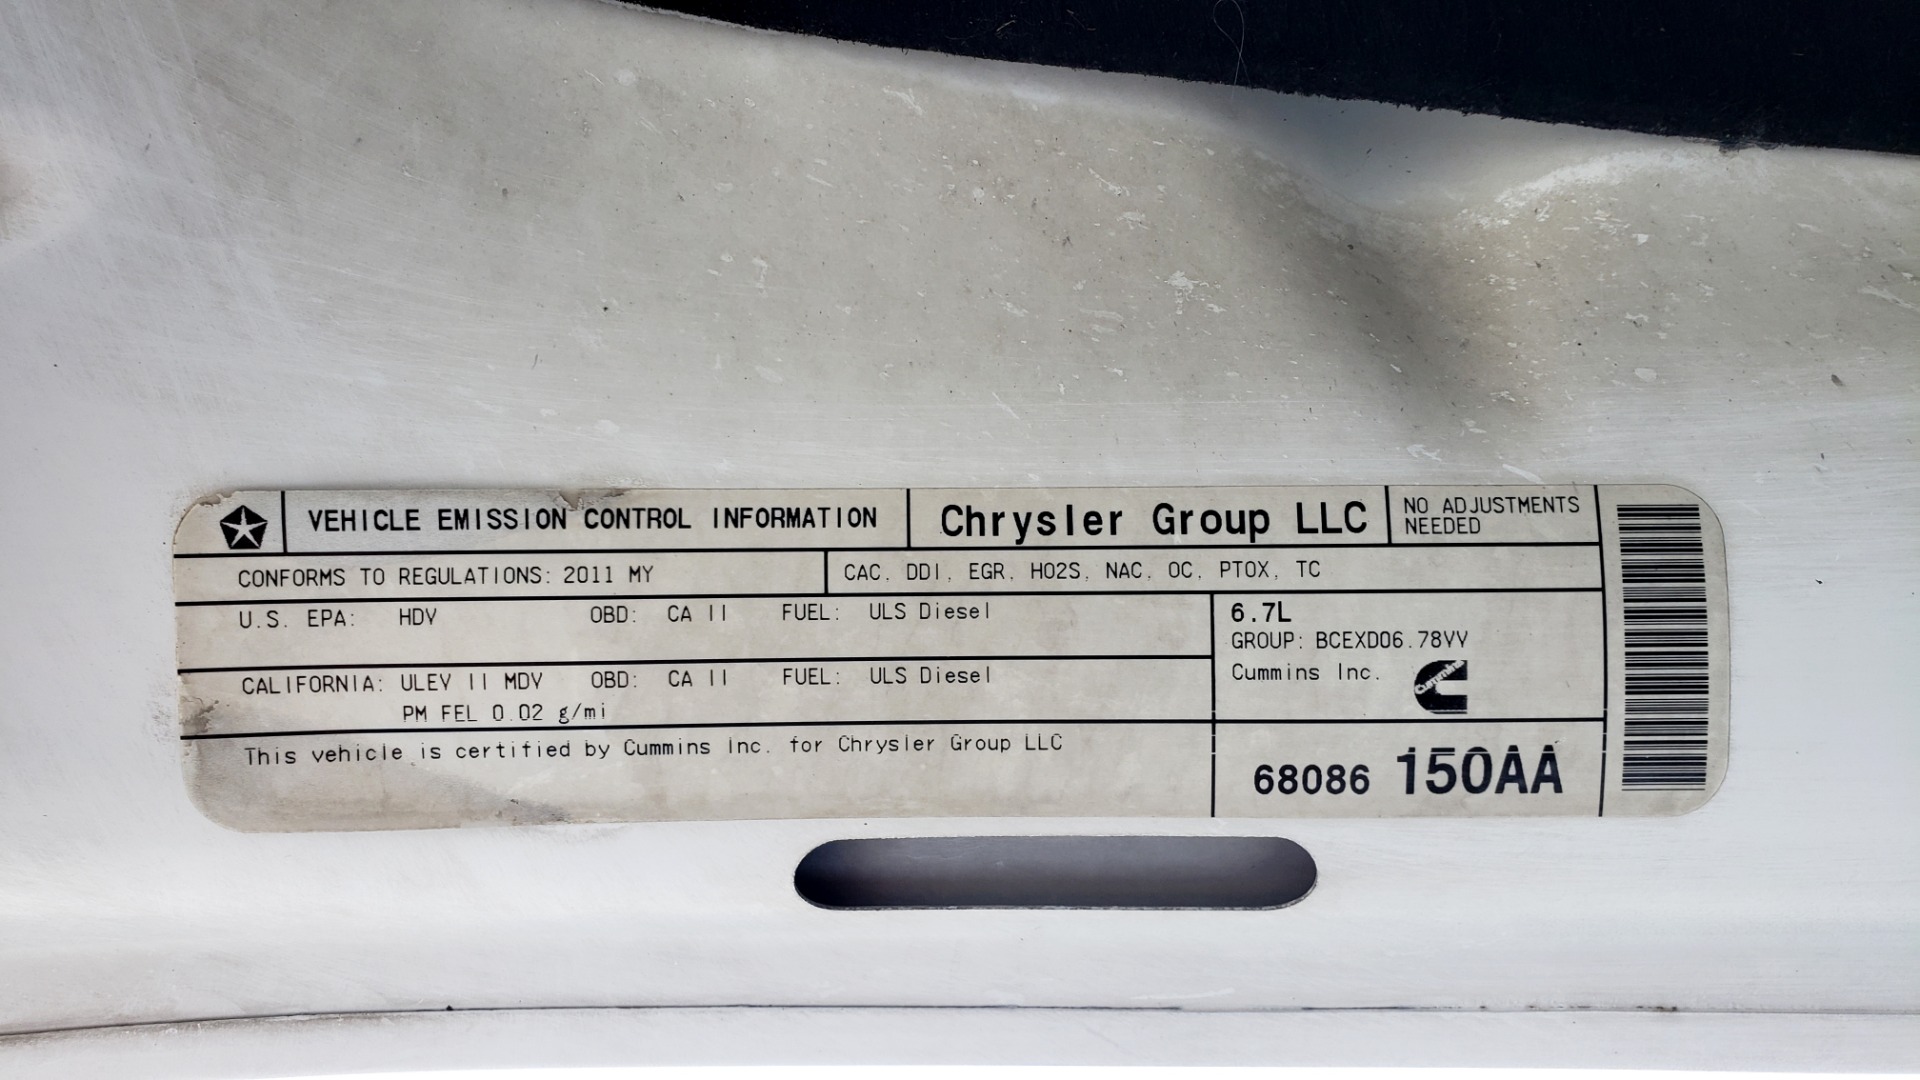 VEHICLE EMISSION CONTROL INFORMATION
Chrysler Group LLC
NO ADJUSTMENTS
NEEDED
CONFORMS TO REGULATIONS: 2011 MY
CAC, DDI, EGR, HO2S, NAC, OC, PTOX, TC
U.S. EPA: HDV OBD: CA II FUEL: ULS Diesel
CALIFORNIA: ULEV II MDV OBD: CA II FUEL: ULS Diesel
PM FEL 0.02 g/mi
This vehicle is certified by Cummins Inc. for Chrysler Group LLC
6.7L
GROUP: BCEXD06.78VV
Cummins Inc.
Cummins
68086 150AA